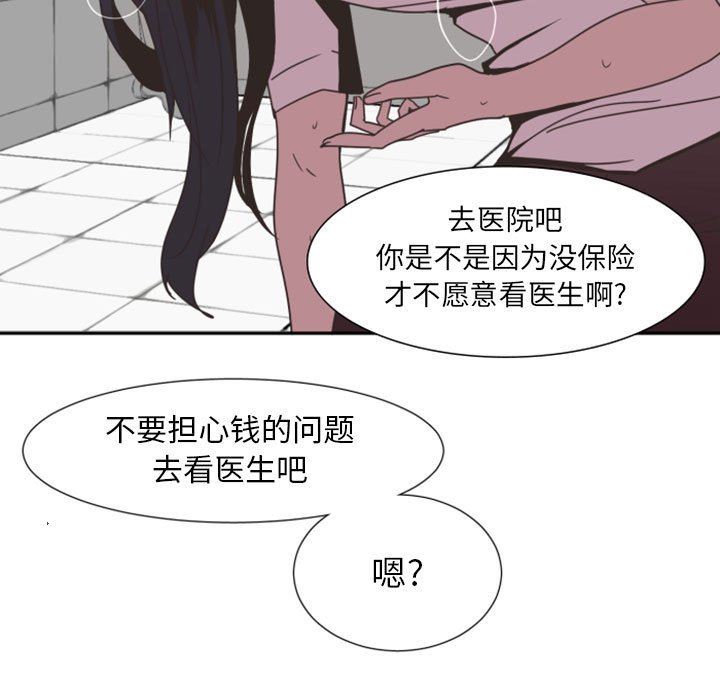 去医院吧
你是不是因为没保险
才不愿意看医生啊?
不要担心钱的问题
去看医生吧
嗯?